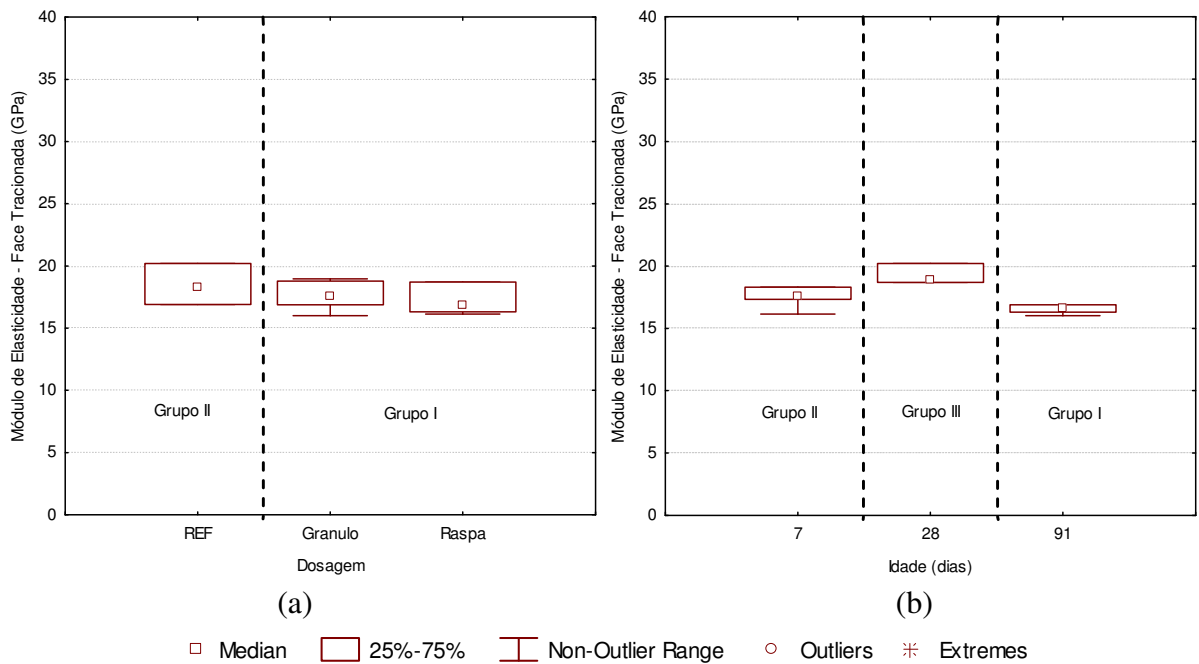 Módulo de Elasticidade - Face Tracionada (GPa)
40
35
30
25
20
15
10
5
0
Grupo II
Grupo I
REF
Granulo
Raspa
Dosagem
(a)
Módulo de Elasticidade - Face Tracionada (GPa)
40
35
30
25
20
15
10
5
0
Grupo II
Grupo III
Grupo I
7
28
91
Idade (dias)
(b)
Median
25%-75%
Non-Outlier Range
Outliers
Extremes